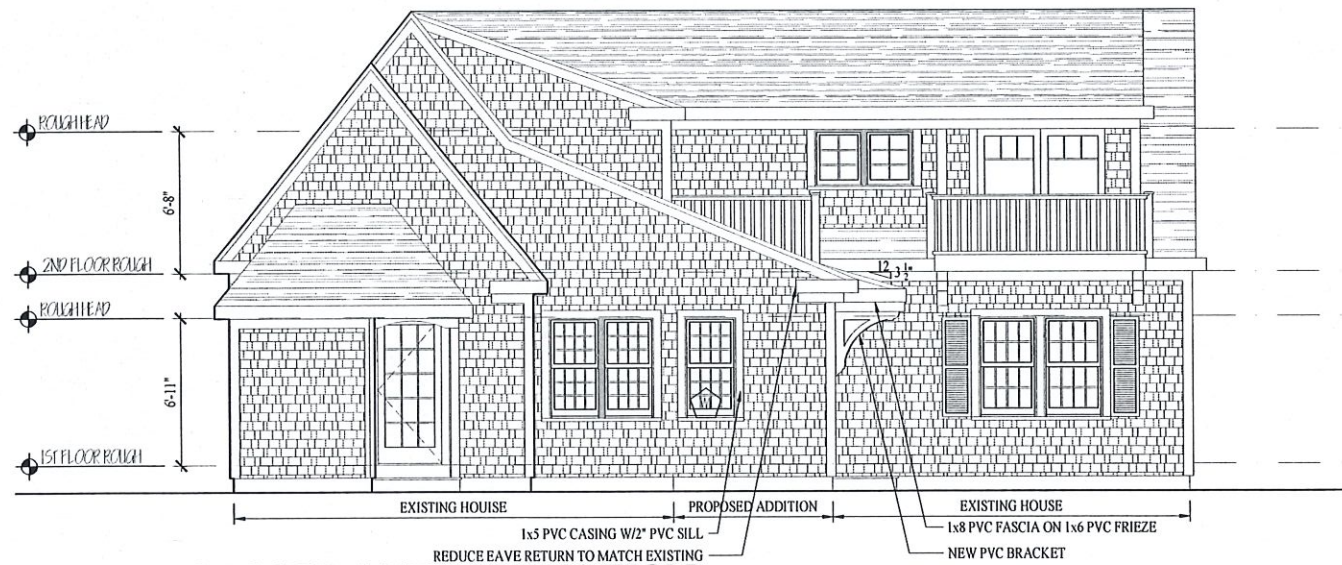 ROUGH HEAD
6'-8"
2ND FLOOR ROUGH
12
3 1/2"
ROUGH HEAD
6'-11"
W
1ST FLOOR ROUGH
EXISTING HOUISE
PROPOSED ADDITION
EXISTING HOUSE
1x5 PVC CASING W/2" PVC SILL
1x8 PVC FASCIA ON 1x6 PVC FRIEZE
REDUCE EAVE RETURN TO MATCH EXISTING
NEW PVC BRACKET